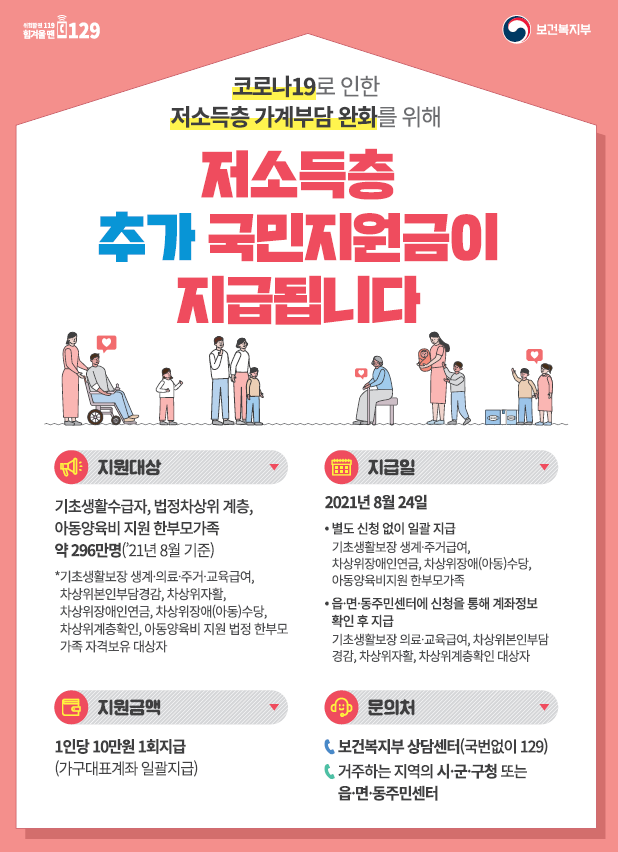 위기일땐 119
힘겨울땐 129
보건복지부
코로나19로 인한
저소득층 가계부담 완화를 위해
저소득층
추가 국민지원금이
지급됩니다
지원대상
기초생활수급자, 법정차상위 계층,
아동양육비 지원 한부모가족
약 296만명('21년 8월 기준)
*기초생활보장 생계·의료·주거·교육급여,
차상위본인부담경감, 차상위자활,
차상위장애인연금, 차상위장애(아동)수당,
차상위계층확인, 아동양육비 지원 법정 한부모
가족 자격보유 대상자
지급일
2021년 8월 24일
• 별도 신청 없이 일괄 지급
기초생활보장 생계·주거급여,
차상위장애인연금, 차상위장애(아동)수당,
아동양육비지원 한부모가족
• 읍·면·동주민센터에 신청을 통해 계좌정보
확인 후 지급
기초생활보장 의료·교육급여, 차상위본인부담
경감, 차상위자활, 차상위계층확인 대상자
지원금액
1인당 10만원 1회지급
(가구대표계좌 일괄지급)
문의처
보건복지부 상담센터(국번없이 129)
거주하는 지역의 시·군·구청 또는
읍·면·동주민센터